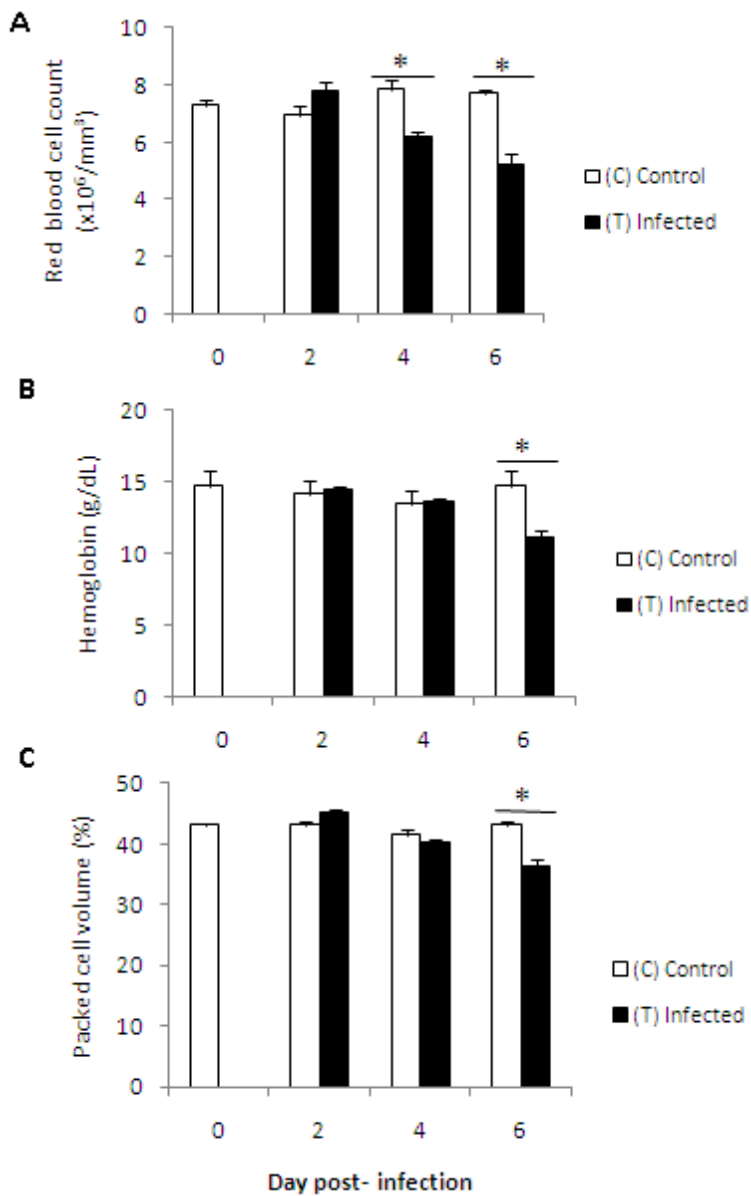 A
Red blood cell count
(x10⁶/mm³)
10
8
6
4
2
0
*
*
0 2 4 6
(C) Control
(T) Infected
B
Hemoglobin (g/dL)
20
15
10
5
0
*
0 2 4 6
(C) Control
(T) Infected
C
Packed cell volume (%)
50
40
30
20
10
0
*
0 2 4 6
(C) Control
(T) Infected
Day post- infection